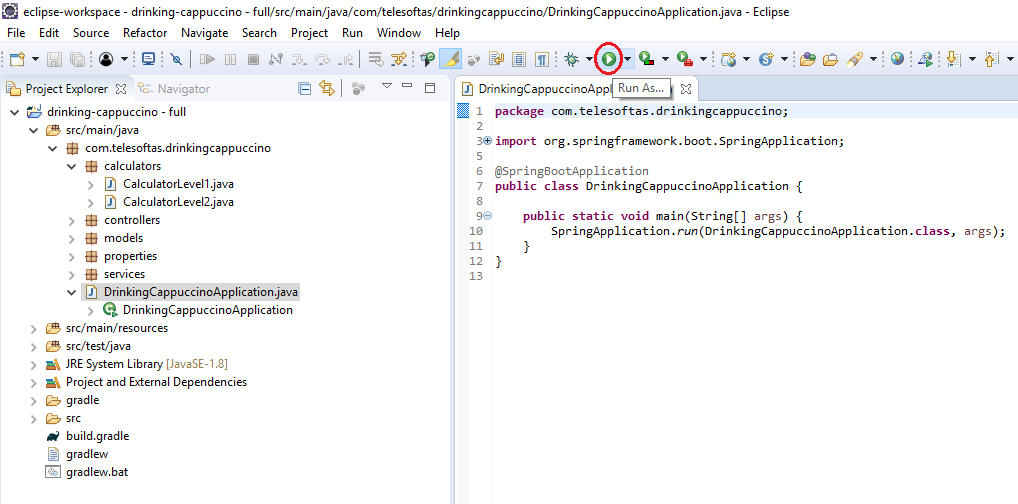 eclipse-workspace - drinking-cappuccino - full/src/main/java/com/telesoftas/drinkingcappuccino/DrinkingCappuccinoApplication.java - Eclipse
File Edit Source Refactor Navigate Search Project Run Window Help
Project Explorer Navigator
drinking-cappuccino - full
src/main/java
com.telesoftas.drinkingcappuccino
calculators
CalculatorLevel1.java
CalculatorLevel2.java
controllers
models
properties
services
DrinkingCappuccinoApplication.java
DrinkingCappuccinoApplication
src/main/resources
src/test/java
JRE System Library [JavaSE-1.8]
Project and External Dependencies
gradle
src
build.gradle
gradlew
gradlew.bat
DrinkingCappuccinoAppl
Run As...
1 package com.telesoftas.drinkingcappuccino;
2
3 import org.springframework.boot.SpringApplication;
5
6 @SpringBootApplication
7 public class DrinkingCappuccinoApplication {
8
9 public static void main(String[] args) {
10 SpringApplication.run(DrinkingCappuccinoApplication.class, args);
11 }
12 }
13